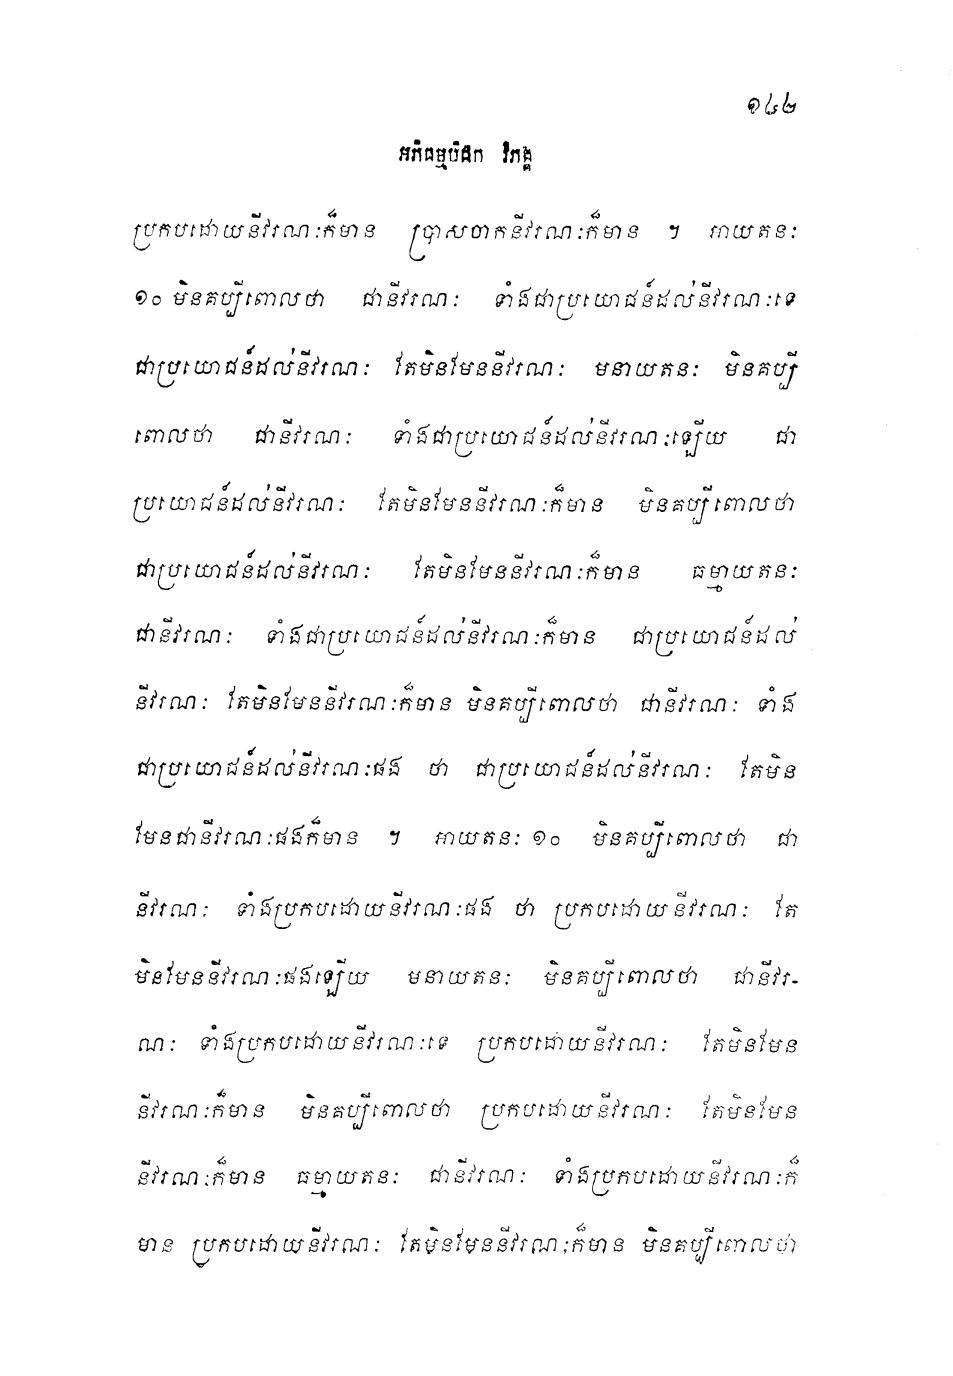 ១៤២
អភិធម្មបិដក វិភង្គ
ប្រកបដោយនីវរណៈក៏មាន ប្រាសចាកនីវរណៈក៏មាន ។ អាយតនៈ
១០ មិនគប្បីពោលថា ជានីវរណៈ ទាំងជាប្រយោជន៍ដល់នីវរណៈទេ
ជាប្រយោជន៍ដល់នីវរណៈ តែមិនមែននីវរណៈ មនាយតនៈ មិនគប្បី
ពោលថា ជានីវរណៈ ទាំងជាប្រយោជន៍ដល់នីវរណៈឡើយ ជា
ប្រយោជន៍ដល់នីវរណៈ តែមិនមែននីវរណៈក៏មាន មិនគប្បីពោលថា
ជាប្រយោជន៍ដល់នីវរណៈ តែមិនមែននីវរណៈក៏មាន ធម្មាយតនៈ
ជានីវរណៈ ទាំងជាប្រយោជន៍ដល់នីវរណៈក៏មាន ជាប្រយោជន៍ដល់
នីវរណៈ តែមិនមែននីវរណៈក៏មាន មិនគប្បីពោលថា ជានីវរណៈ ទាំង
ជាប្រយោជន៍ដល់នីវរណៈផង ថា ជាប្រយោជន៍ដល់នីវរណៈ តែមិន
មែនជានីវរណៈផងក៏មាន ។ អាយតនៈ ១០ មិនគប្បីពោលថា ជា
នីវរណៈ ទាំងប្រកបដោយនីវរណៈផង ថា ប្រកបដោយនីវរណៈ តែ
មិនមែននីវរណៈផងឡើយ មនាយតនៈ មិនគប្បីពោលថា ជានីវរ-
ណៈ ទាំងប្រកបដោយនីវរណៈទេ ប្រកបដោយនីវរណៈ តែមិនមែន
នីវរណៈក៏មាន មិនគប្បីពោលថា ប្រកបដោយនីវរណៈ តែមិនមែន
នីវរណៈក៏មាន ធម្មាយតនៈ ជានីវរណៈ ទាំងប្រកបដោយនីវរណៈក៏
មាន ប្រកបដោយនីវរណៈ តែមិនមែននីវរណៈក៏មាន មិនគប្បីពោលថា